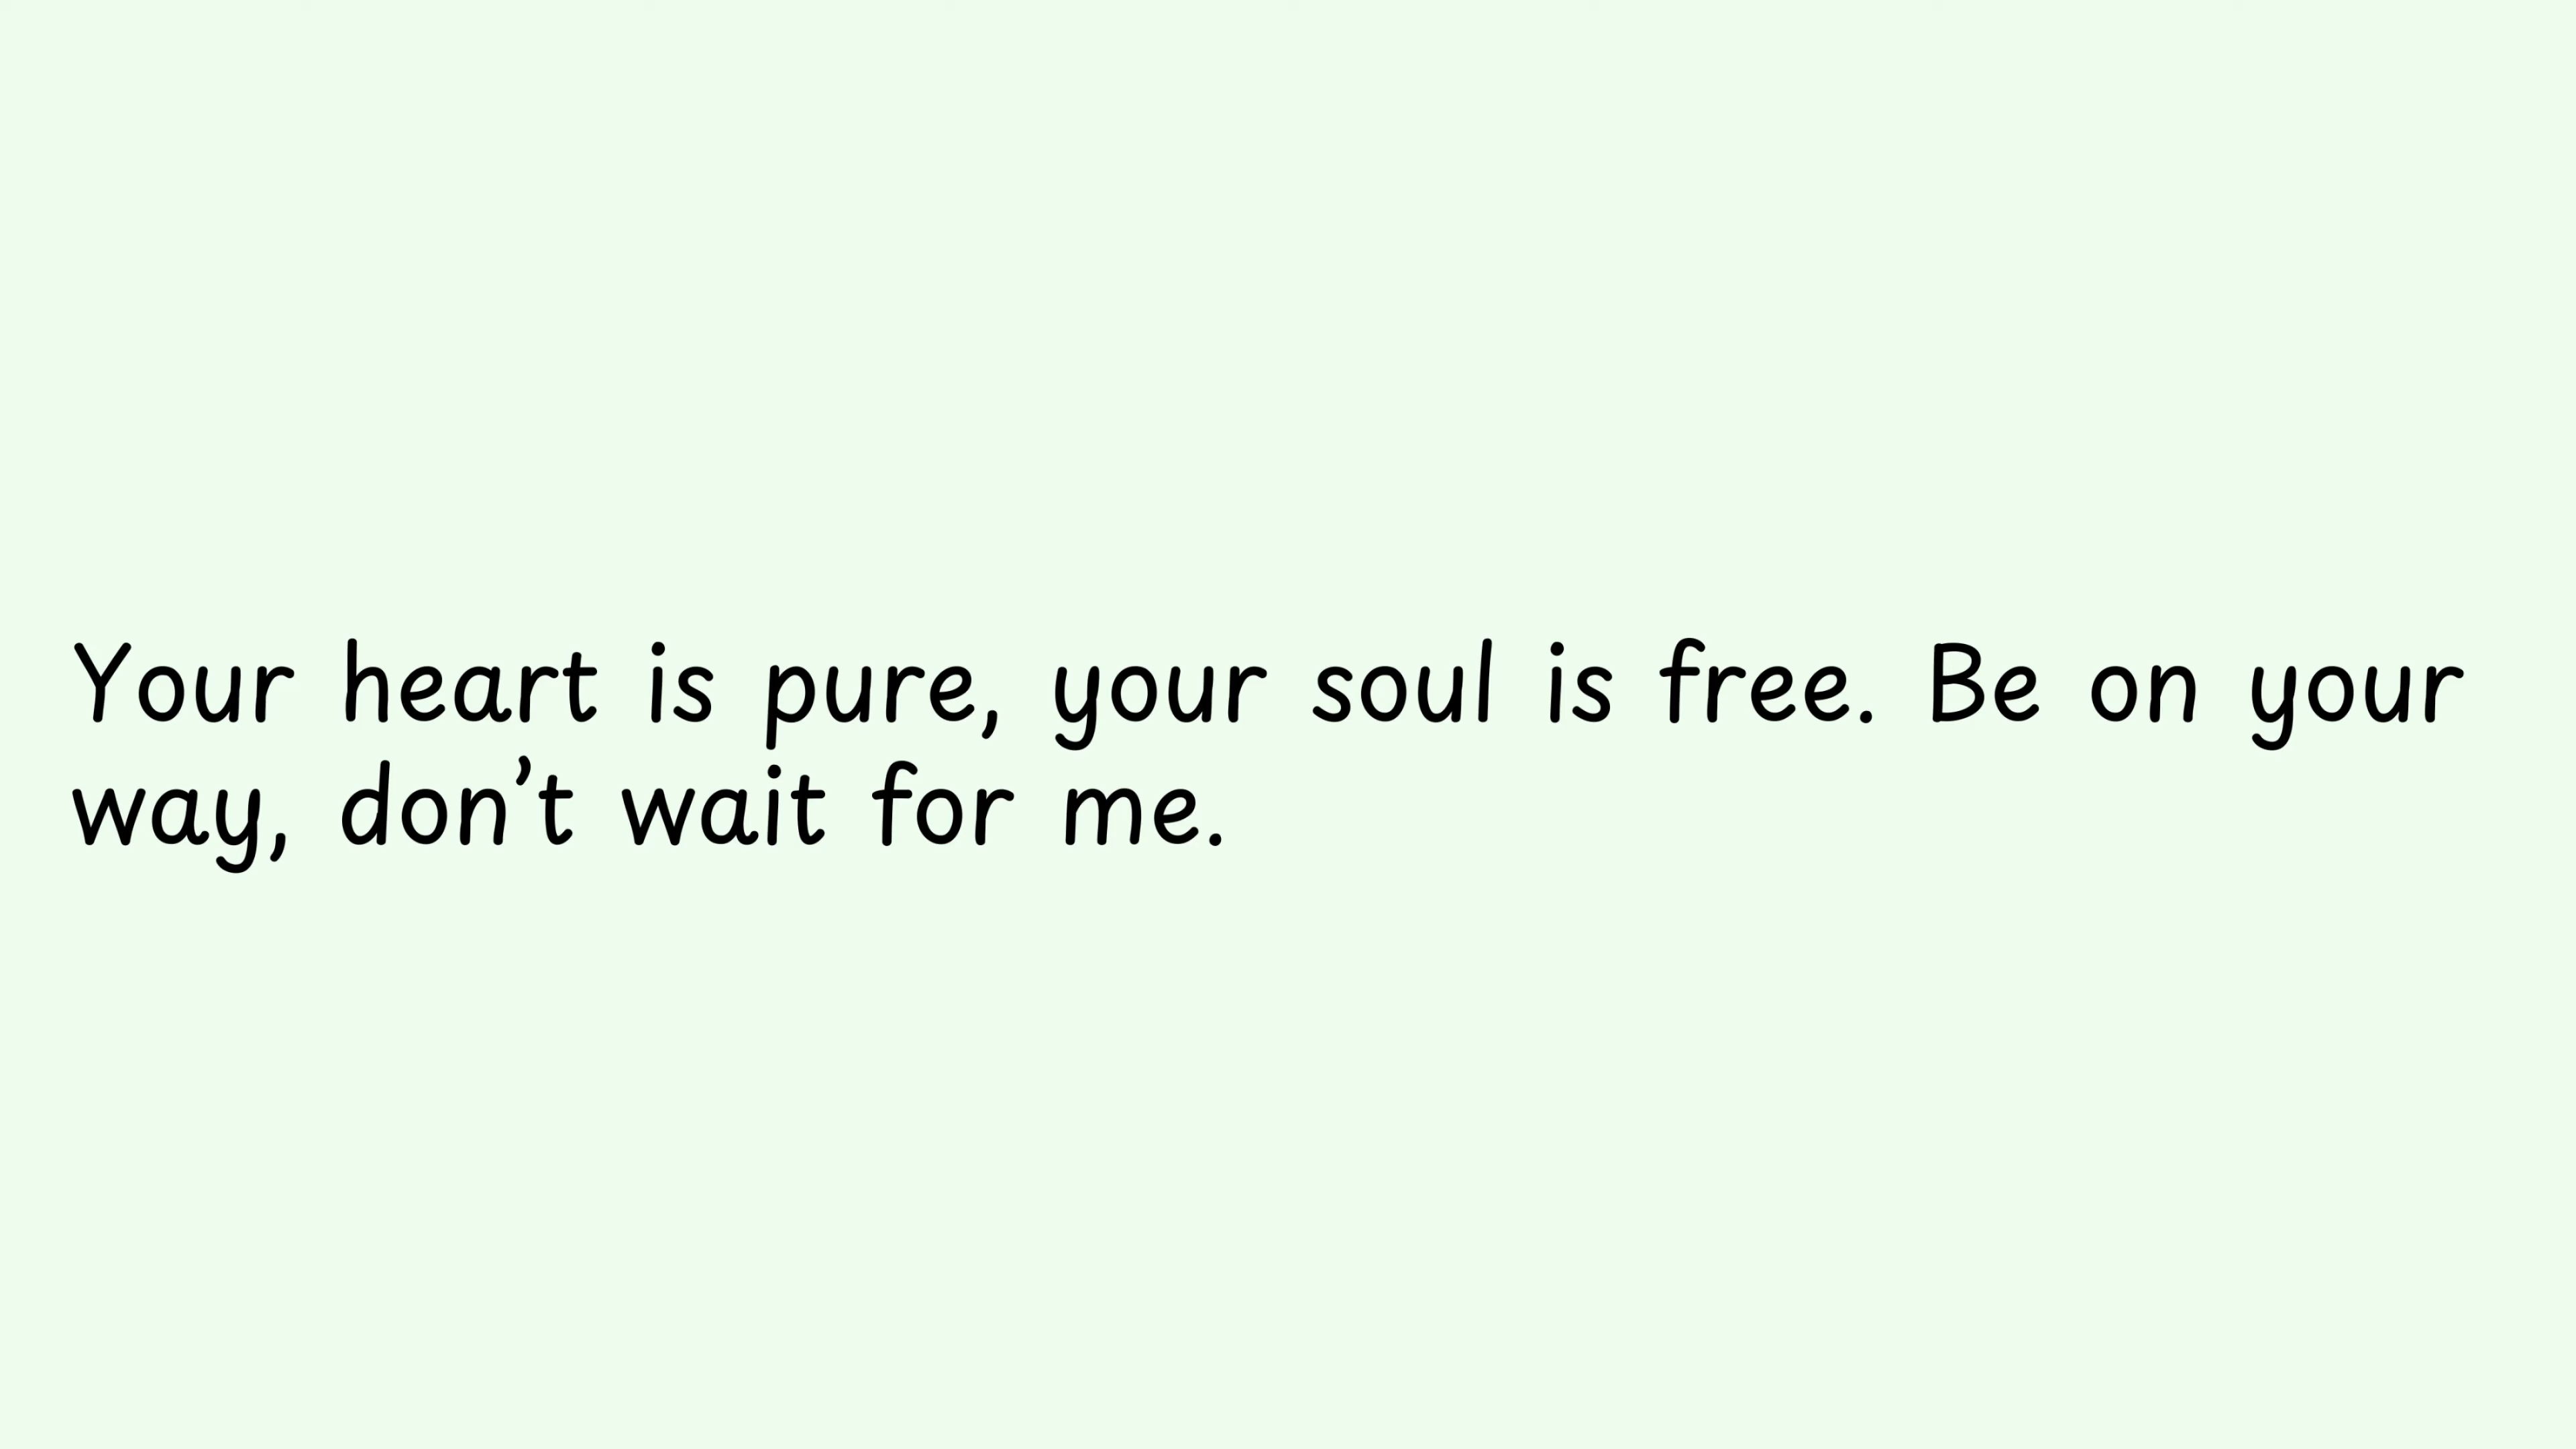 Your heart is pure, your soul is free. Be on your
way, don’t wait for me.